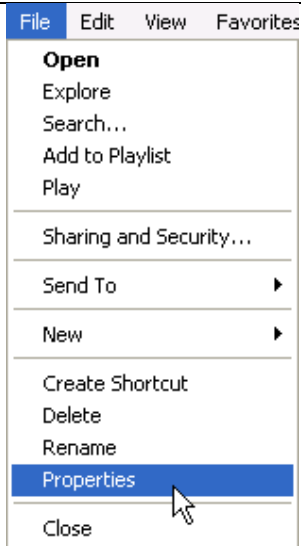 File Edit View Favorites
Open
Explore
Search...
Add to Playlist
Play
Sharing and Security...
Send To
New
Create Shortcut
Delete
Rename
Properties
Close